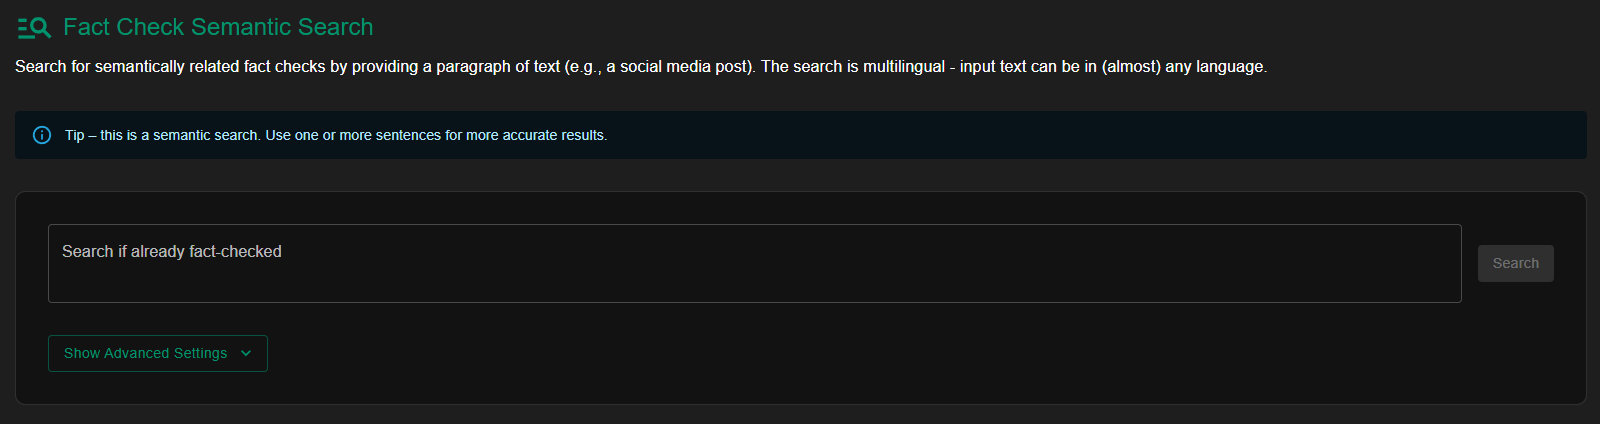 Fact Check Semantic Search
Search for semantically related fact checks by providing a paragraph of text (e.g., a social media post). The search is multilingual - input text can be in (almost) any language.
Tip – this is a semantic search. Use one or more sentences for more accurate results.
Search if already fact-checked
Search
Show Advanced Settings